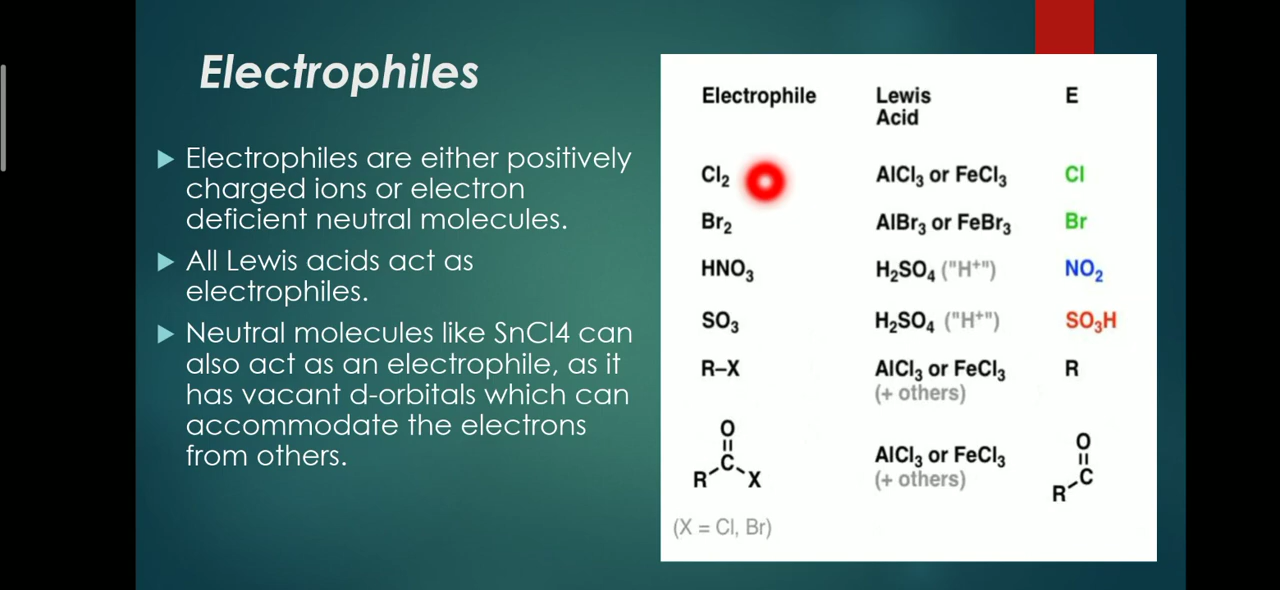 Electrophiles
Electrophiles are either positively
charged ions or electron
deficient neutral molecules.
All Lewis acids act as
electrophiles.
Neutral molecules like SnCl4 can
also act as an electrophile, as it
has vacant d-orbitals which can
accommodate the electrons
from others.
Electrophile Lewis Acid E
Cl₂ AlCl₃ or FeCl₃ Cl
Br₂ AlBr₃ or FeBr₃ Br
HNO₃ H₂SO₄ ("H⁺") NO₂
SO₃ H₂SO₄ ("H⁺") SO₃H
R–X AlCl₃ or FeCl₃ R
(+ others)
O
C
R X
AlCl₃ or FeCl₃
(+ others)
O
C
R
(X = Cl, Br)